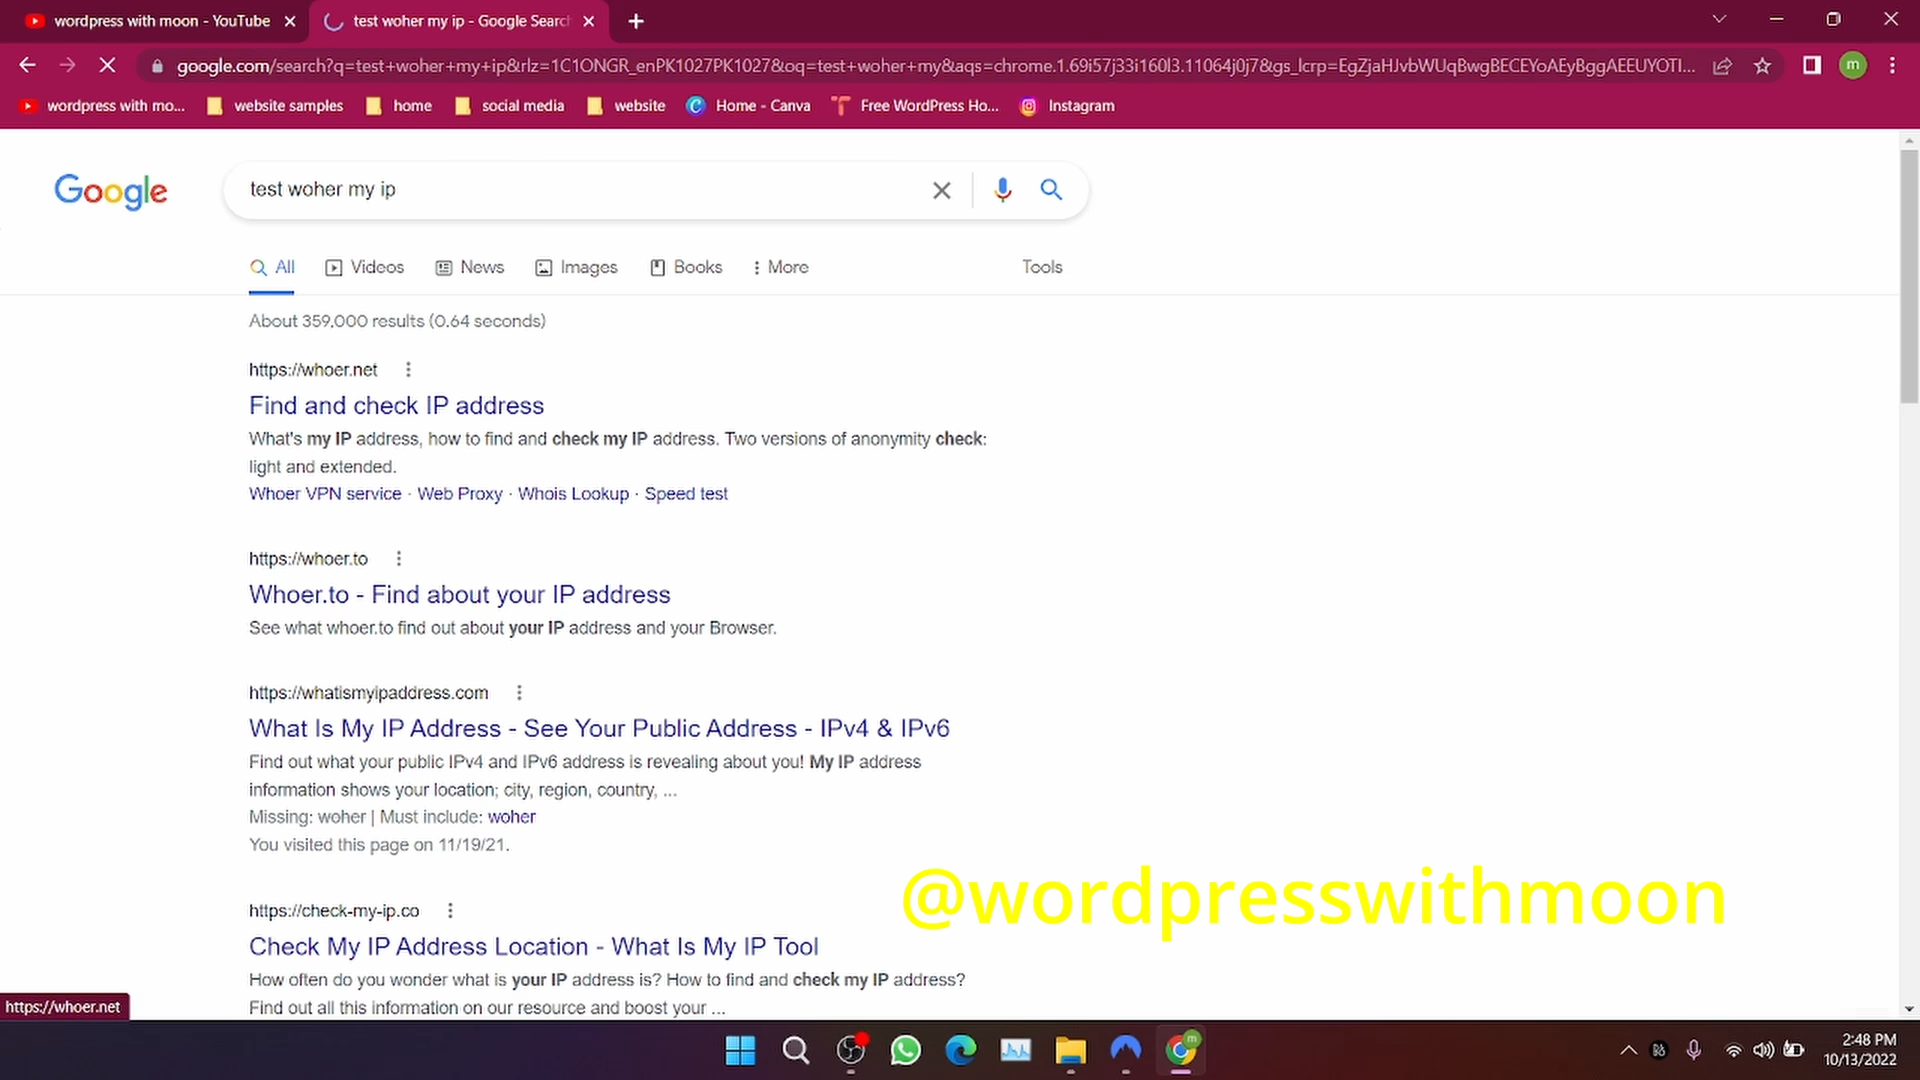 wordpress with moon - YouTube
test woher my ip - Google Search
google.com/search?q=test+woher+my+ip&rlz=1C1ONGR_enPK1027PK1027&oq=test+woher+my&aqs=chrome.1.69i57j33i160l3.11064j0j7&gs_lcrp=EgZjaHJvbWUqBwgBECEYoAEyBggAEEUYOTI...
wordpress with mo...
website samples
home
social media
website
Home - Canva
Free WordPress Ho...
Instagram
m
Google
test woher my ip
All
Videos
News
Images
Books
More
Tools
About 359,000 results (0.64 seconds)
https://whoer.net
Find and check IP address
What's my IP address, how to find and check my IP address. Two versions of anonymity check:
light and extended.
Whoer VPN service · Web Proxy · Whois Lookup · Speed test
https://whoer.to
Whoer.to - Find about your IP address
See what whoer.to find out about your IP address and your Browser.
https://whatismyipaddress.com
What Is My IP Address - See Your Public Address - IPv4 & IPv6
Find out what your public IPv4 and IPv6 address is revealing about you! My IP address
information shows your location; city, region, country, ...
Missing: woher | Must include: woher
You visited this page on 11/19/21.
@wordpresswithmoon
https://check-my-ip.co
Check My IP Address Location - What Is My IP Tool
How often do you wonder what is your IP address is? How to find and check my IP address?
Find out all this information on our resource and boost your ...
https://whoer.net
2:48 PM
10/13/2022